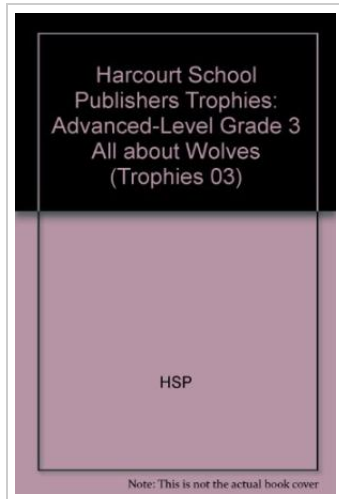 Harcourt School
Publishers Trophies:
Advanced-Level Grade 3
All about Wolves
(Trophies 03)
HSP
Note: This is not the actual book cover